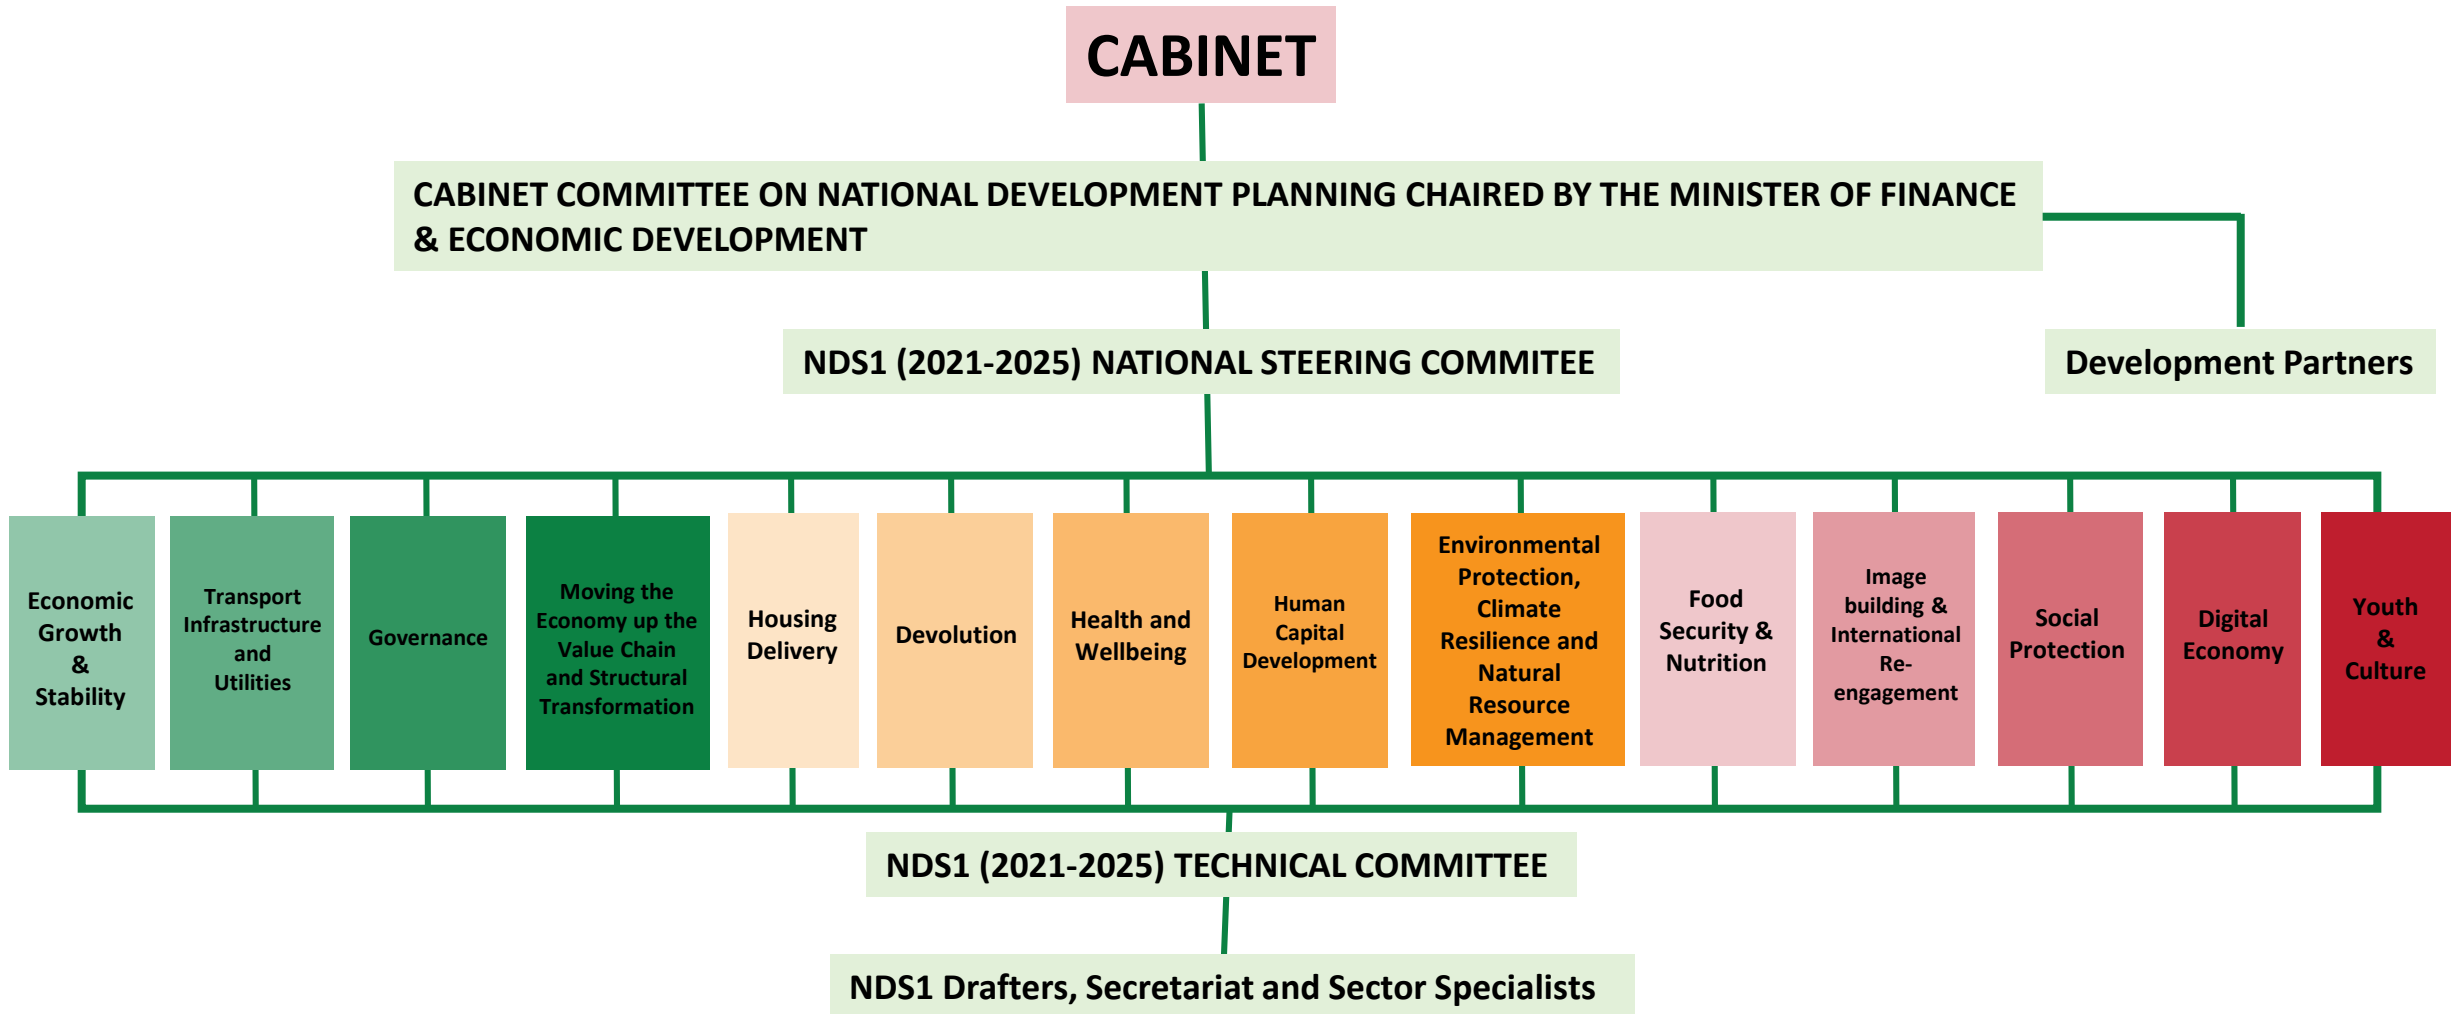 CABINET
CABINET COMMITTEE ON NATIONAL DEVELOPMENT PLANNING CHAIRED BY THE MINISTER OF FINANCE
& ECONOMIC DEVELOPMENT
NDS1 (2021-2025) NATIONAL STEERING COMMITEE
Development Partners
Economic
Growth
&
Stability
Transport
Infrastructure
and
Utilities
Governance
Moving the
Economy up the
Value Chain
and Structural
Transformation
Housing
Delivery
Devolution
Health and
Wellbeing
Human
Capital
Development
Environmental
Protection,
Climate
Resilience and
Natural
Resource
Management
Food
Security &
Nutrition
Image
building &
International
Re-
engagement
Social
Protection
Digital
Economy
Youth
&
Culture
NDS1 (2021-2025) TECHNICAL COMMITTEE
NDS1 Drafters, Secretariat and Sector Specialists